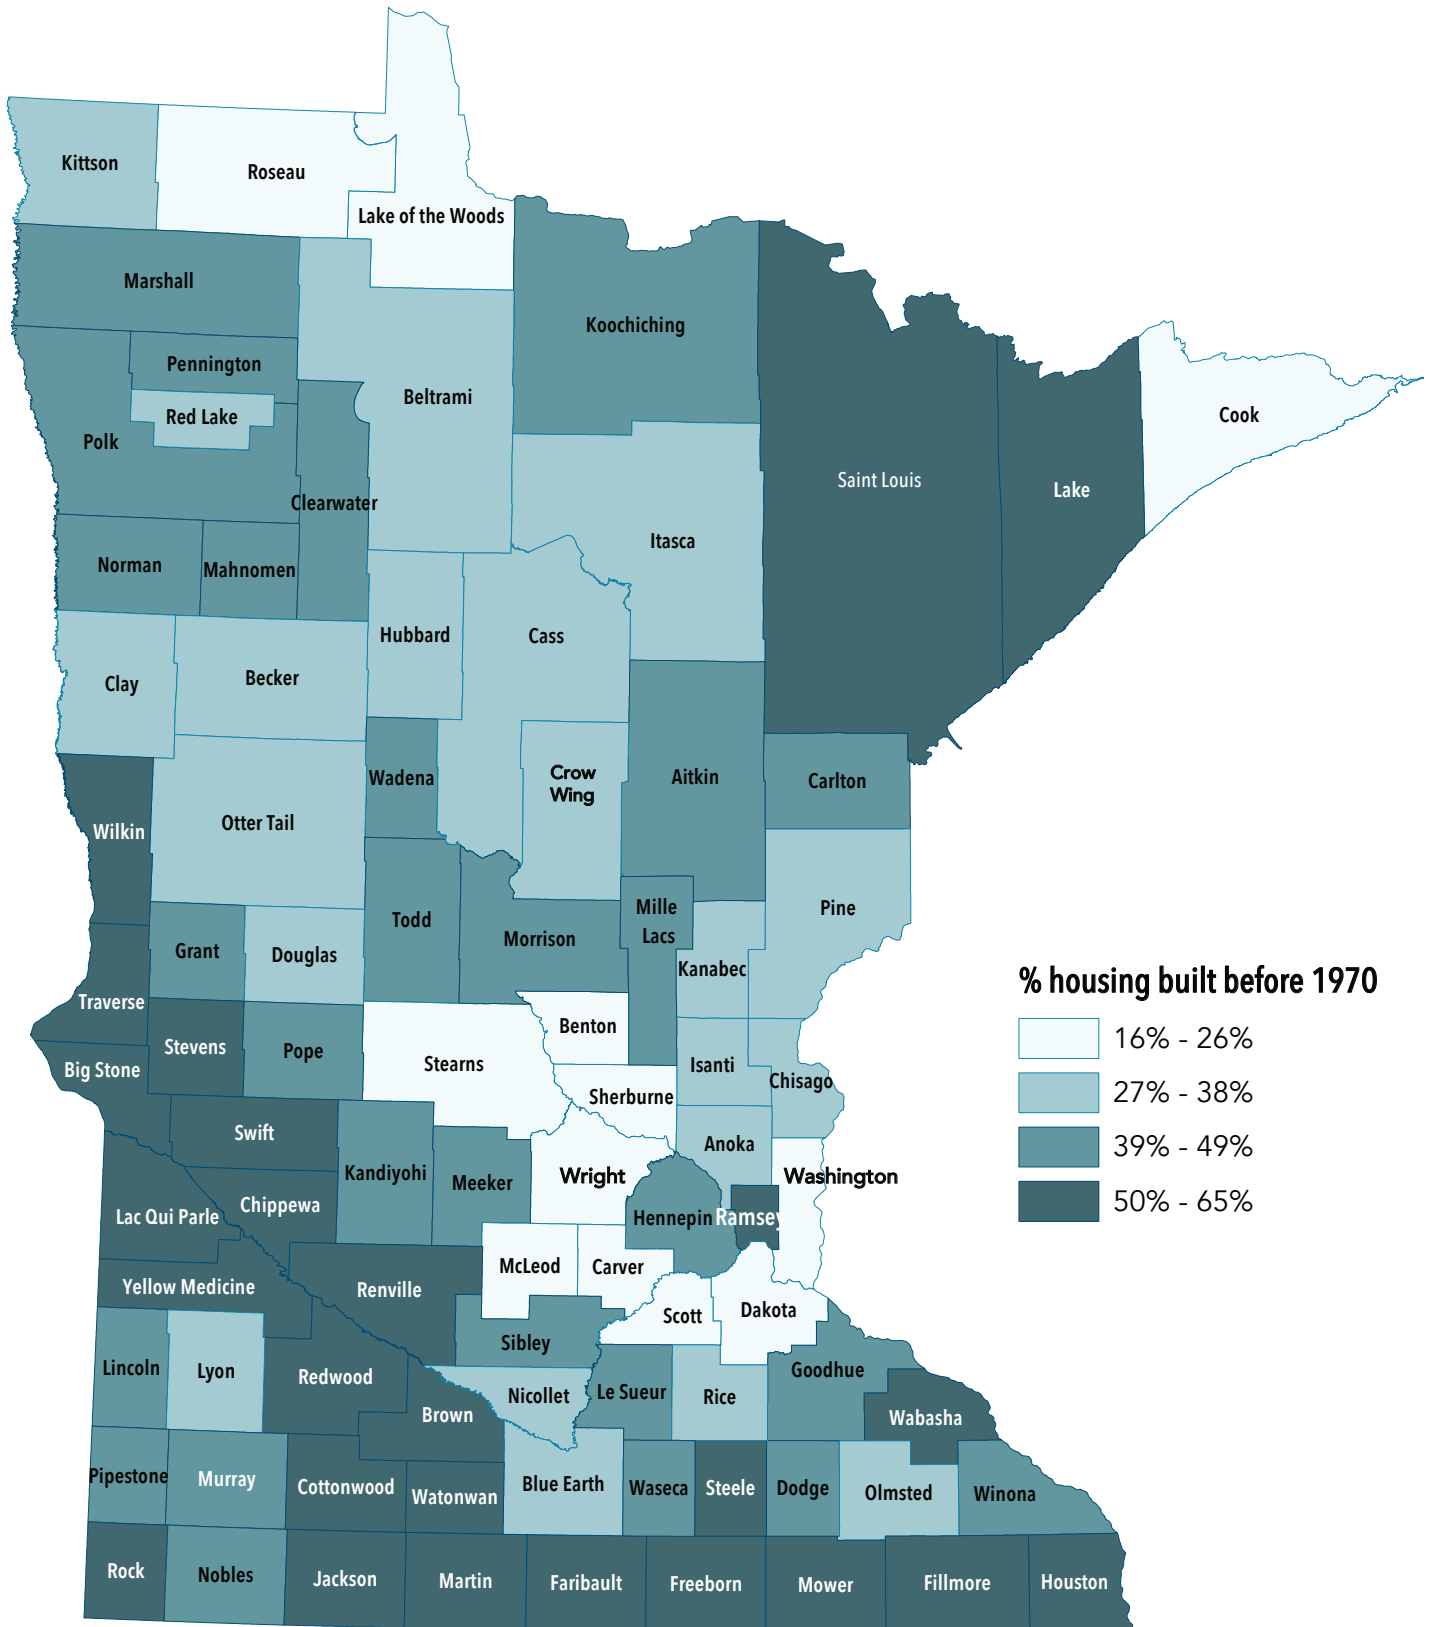 Kittson
Roseau
Lake of the Woods
Marshall
Koochiching
Pennington
Beltrami
Red Lake
Cook
Polk
Saint Louis
Lake
Clearwater
Itasca
Norman
Mahnomen
Hubbard
Cass
Clay
Becker
Wadena
Crow
Wing
Aitkin
Carlton
Otter Tail
Wilkin
Todd
Mille
Lacs
Pine
Morrison
Grant
Douglas
Kanabec
% housing built before 1970
Traverse
Benton
16% - 26%
Stevens
Pope
Stearns
Big Stone
Isanti
Chisago
27% - 38%
Sherburne
Swift
Anoka
39% - 49%
Kandiyohi
Meeker
Wright
Washington
Chippewa
50% - 65%
Lac Qui Parle
Hennepin
Ramsey
McLeod
Carver
Yellow Medicine
Renville
Scott
Dakota
Sibley
Lincoln
Lyon
Redwood
Goodhue
Nicollet
Le Sueur
Rice
Brown
Wabasha
Pipestone
Murray
Cottonwood
Watonwan
Blue Earth
Waseca
Steele
Dodge
Olmsted
Winona
Rock
Nobles
Jackson
Martin
Faribault
Freeborn
Mower
Fillmore
Houston